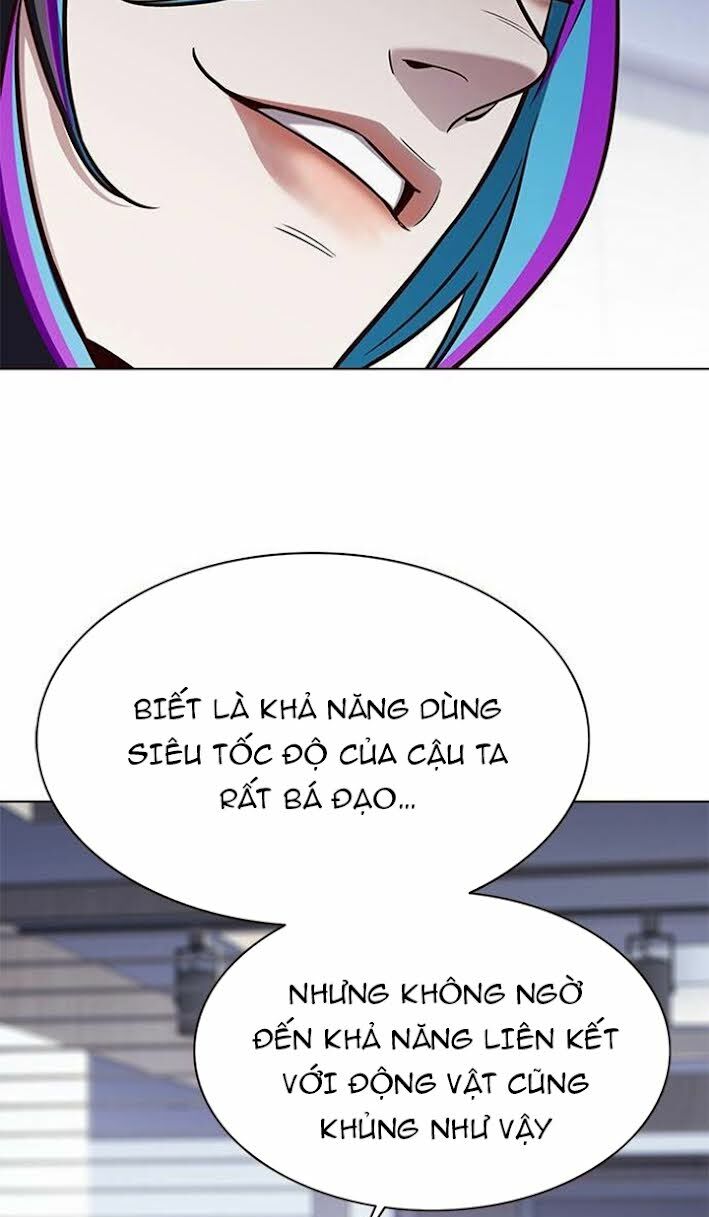 BIẾT LÀ KHẢ NĂNG DÙNG
SIÊU TỐC ĐỘ CỦA CẬU TA
RẤT BÁ ĐẠO...
NHƯNG KHÔNG NGỜ
ĐẾN KHẢ NĂNG LIÊN KẾT
VỚI ĐỘNG VẬT CŨNG
KHỦNG NHƯ VẬY